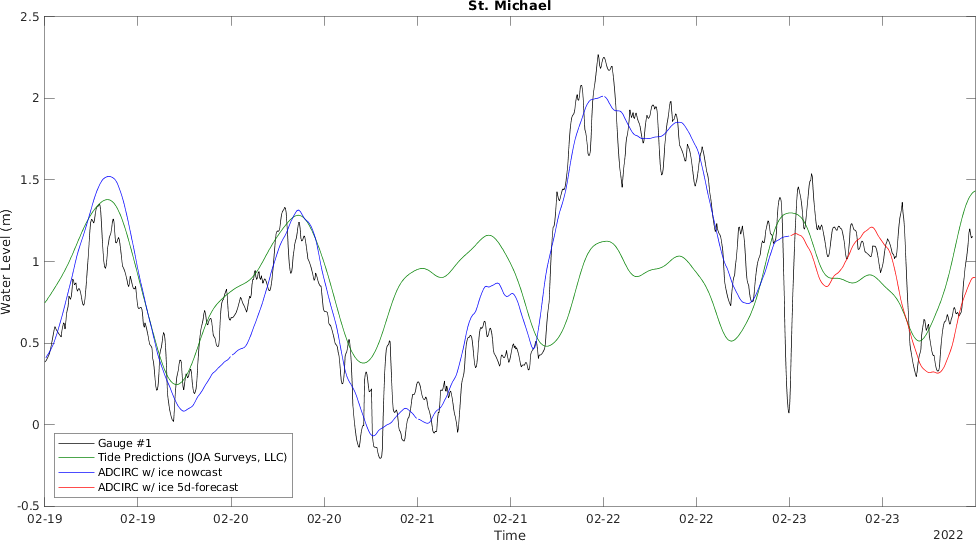 St. Michael
2.5
2
1.5
1
0.5
0
-0.5
Water Level (m)
Gauge #1
Tide Predictions (JOA Surveys, LLC)
ADCIRC w/ ice nowcast
ADCIRC w/ ice 5d-forecast
02-19 02-19 02-20 02-20 02-21 02-21 02-22 02-22 02-23 02-23
Time
2022